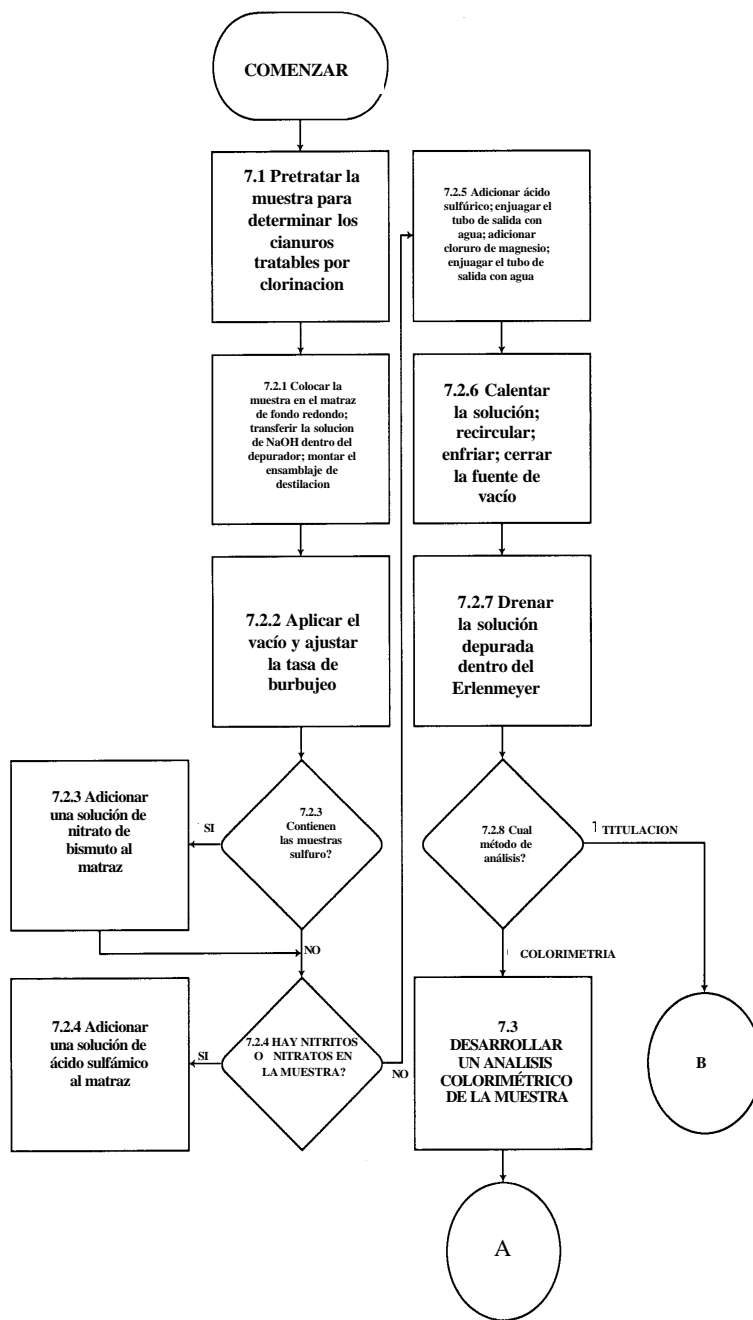 COMENZAR
7.1 Pretratar la
muestra para
determinar los
cianuros
tratables por
clorinacion
7.2.1 Colocar la
muestra en el matraz
de fondo redondo;
transferir la solucion
de NaOH dentro del
depurador; montar el
ensamblaje de
destilacion
7.2.2 Aplicar el
vacío y ajustar
la tasa de
burbujeo
7.2.3
Contienen
las muestras
sulfuro?
SI
7.2.3 Adicionar
una solución de
nitrato de
bismuto al
matraz
NO
7.2.4 HAY NITRITOS
O NITRATOS EN
LA MUESTRA?
SI
7.2.4 Adicionar
una solución de
ácido sulfámico
al matraz
NO
7.2.5 Adicionar ácido
sulfúrico; enjuagar el
tubo de salida con
agua; adicionar
cloruro de magnesio;
enjuagar el tubo de
salida con agua
7.2.6 Calentar
la solución;
recircular;
enfriar; cerrar
la fuente de
vacío
7.2.7 Drenar
la solución
depurada
dentro del
Erlenmeyer
7.2.8 Cual
método de
análisis?
TITULACION
COLORIMETRIA
7.3
DESARROLLAR
UN ANALISIS
COLORIMÉTRICO
DE LA MUESTRA
B
A